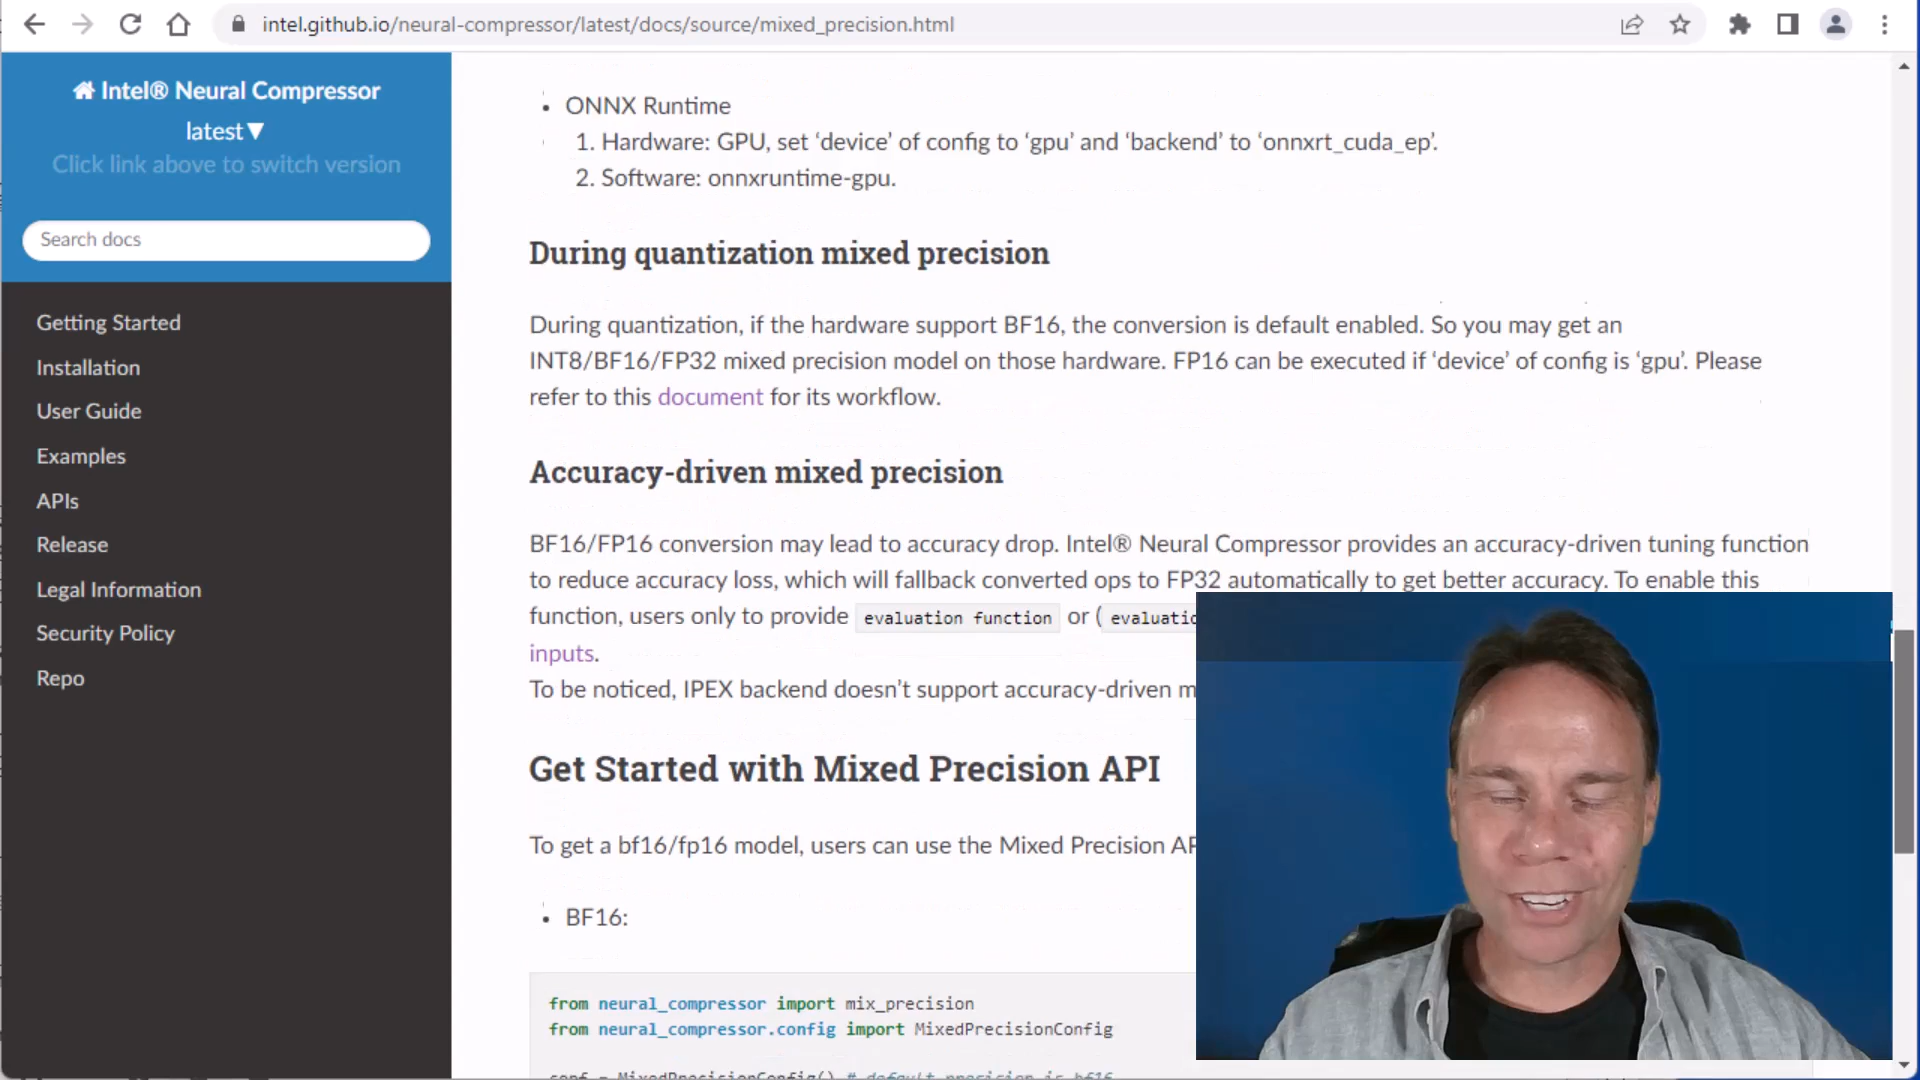 intel.github.io/neural-compressor/latest/docs/source/mixed_precision.html
Intel® Neural Compressor
latest▼
Click link above to switch version
Search docs
Getting Started
Installation
User Guide
Examples
APIs
Release
Legal Information
Security Policy
Repo
• ONNX Runtime
1. Hardware: GPU, set ‘device’ of config to ‘gpu’ and ‘backend’ to ‘onnxrt_cuda_ep’.
2. Software: onnxruntime-gpu.
During quantization mixed precision
During quantization, if the hardware support BF16, the conversion is default enabled. So you may get an
INT8/BF16/FP32 mixed precision model on those hardware. FP16 can be executed if ‘device’ of config is ‘gpu’. Please
refer to this document for its workflow.
Accuracy-driven mixed precision
BF16/FP16 conversion may lead to accuracy drop. Intel® Neural Compressor provides an accuracy-driven tuning function
to reduce accuracy loss, which will fallback converted ops to FP32 automatically to get better accuracy. To enable this
function, users only to provide evaluation function or (
inputs.
To be noticed, IPEX backend doesn’t support accuracy-driven
Get Started with Mixed Precision API
To get a bf16/fp16 model, users can use the Mixed Precision
• BF16:
from neural_compressor import mix_precision
from neural_compressor.config import MixedPrecisionConfig
conf = MixedPrecisionConfig() # default precision is bf16